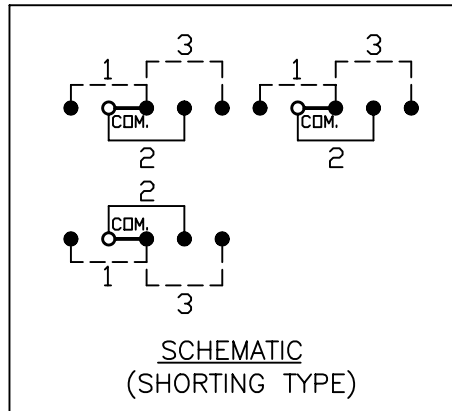 3 3
1 1
COM. COM.
2 2
2
COM.
1
3
SCHEMATIC
(SHORTING TYPE)